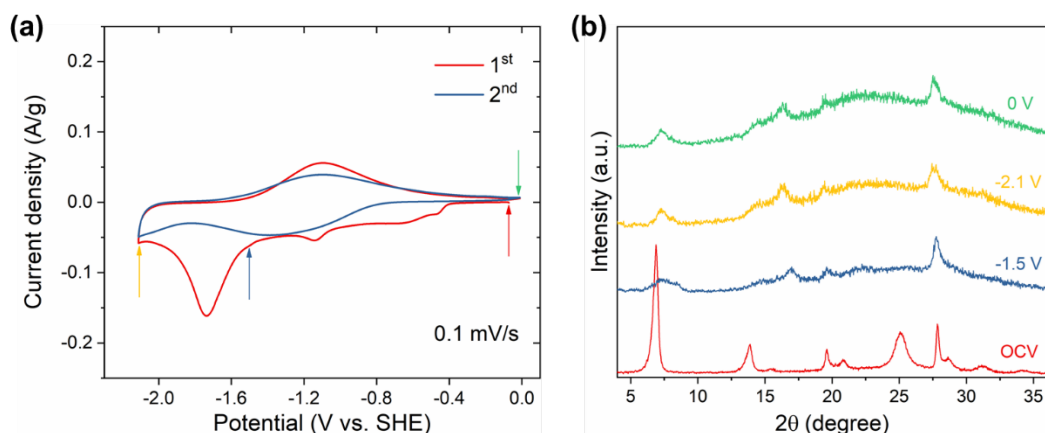 (a)
0.2
0.1
0.0
-0.1
-0.2
Current density (A/g)
1st
2nd
0.1 mV/s
-2.0
-1.6
-1.2
-0.8
-0.4
0.0
Potential (V vs. SHE)
(b)
Intensity (a.u.)
0 V
-2.1 V
-1.5 V
OCV
5
10
15
20
25
30
35
2θ (degree)